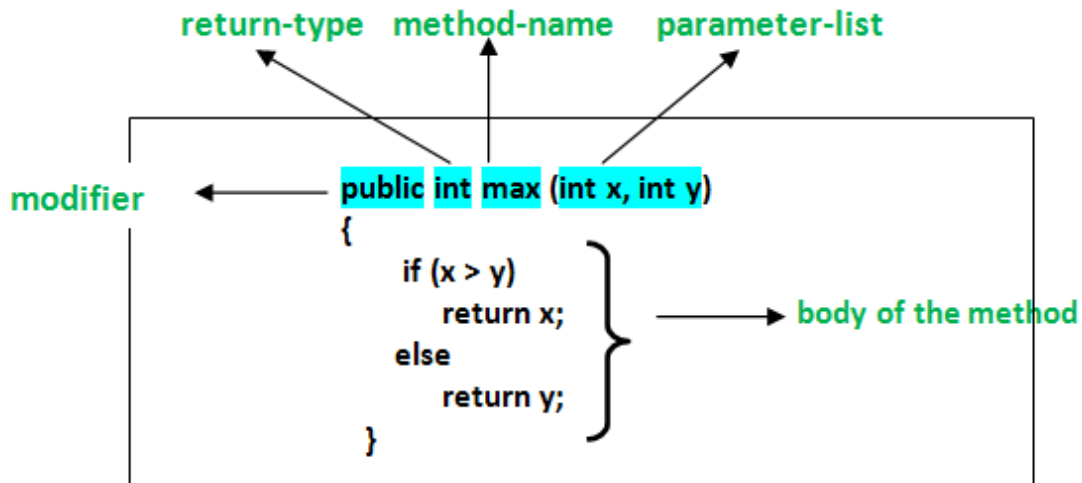 return-type method-name parameter-list
modifier
public int max (int x, int y)
{
if (x > y)
return x;
else
return y;
}
body of the method